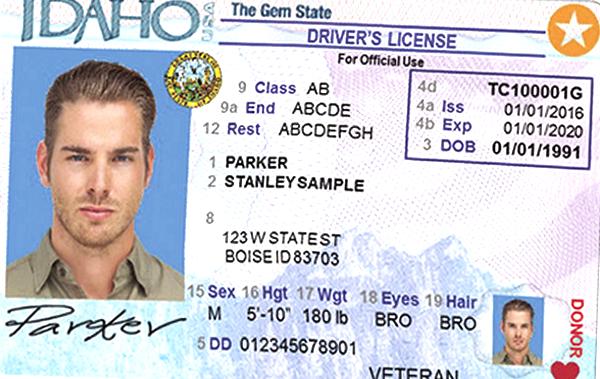 IDAHO USA
The Gem State
DRIVER'S LICENSE
For Official Use
9 Class AB
9a End ABCDE
12 Rest ABCDEFGH
4d TC100001G
4a Iss 01/01/2016
4b Exp 01/01/2020
3 DOB 01/01/1991
1 PARKER
2 STANLEYSAMPLE
8
123 W STATE ST
BOISE ID 83703
15 Sex 16 Hgt 17 Wgt 18 Eyes 19 Hair
M 5'-10" 180 lb BRO BRO
5 DD 012345678901
VETERAN
DONOR
Parker